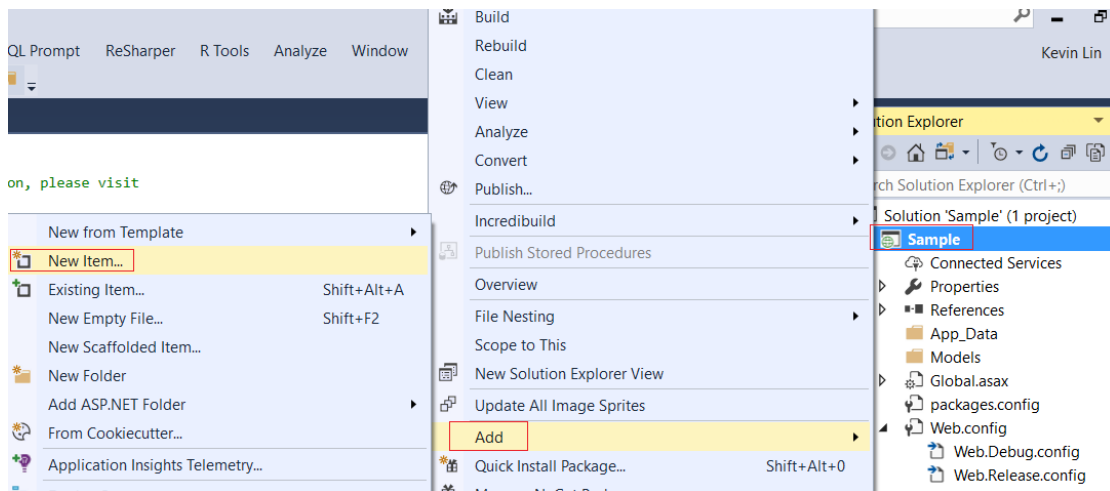 QL Prompt ReSharper R Tools Analyze Window
on, please visit
New from Template
New Item...
Existing Item... Shift+Alt+A
New Empty File... Shift+F2
New Scaffolded Item...
New Folder
Add ASP.NET Folder
From Cookiecutter...
Application Insights Telemetry...
Build
Rebuild
Clean
View
Analyze
Convert
Publish...
Incredibuild
Publish Stored Procedures
Overview
File Nesting
Scope to This
New Solution Explorer View
Update All Image Sprites
Add
Quick Install Package... Shift+Alt+0
Kevin Lin
tion Explorer
rch Solution Explorer (Ctrl+;)
Solution 'Sample' (1 project)
Sample
Connected Services
Properties
References
App_Data
Models
Global.asax
packages.config
Web.config
Web.Debug.config
Web.Release.config